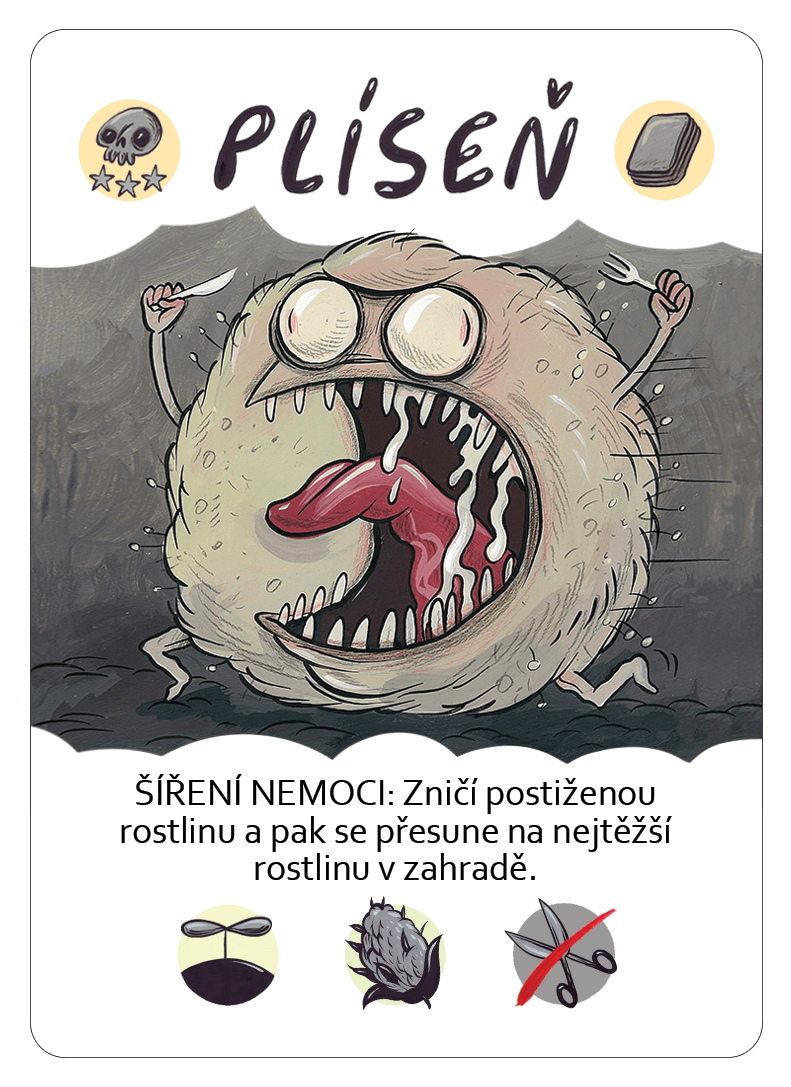 PLÍSEŇ
ŠÍŘENÍ NEMOCI: Zničí postiženou
rostlinu a pak se přesune na nejtěžší
rostlinu v zahradě.